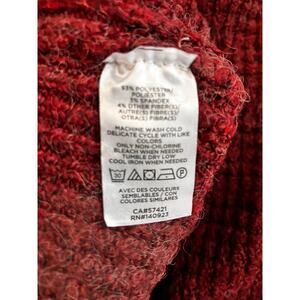 93% POLYESTER/
POLIESTER
3% SPANDEX
4% OTHER FIBER(S)/
AUTRE(S) FIBRE(S)/
OTRA(S) FIBRA(S)
MACHINE WASH COLD
DELICATE CYCLE WITH LIKE
COLORS
ONLY NON-CHLORINE
BLEACH WHEN NEEDED
TUMBLE DRY LOW
COOL IRON WHEN NEEDED
30
AVEC DES COULEURS
SEMBLABLES / CON
COLORES SIMILARES
CA#57421
RN#140923